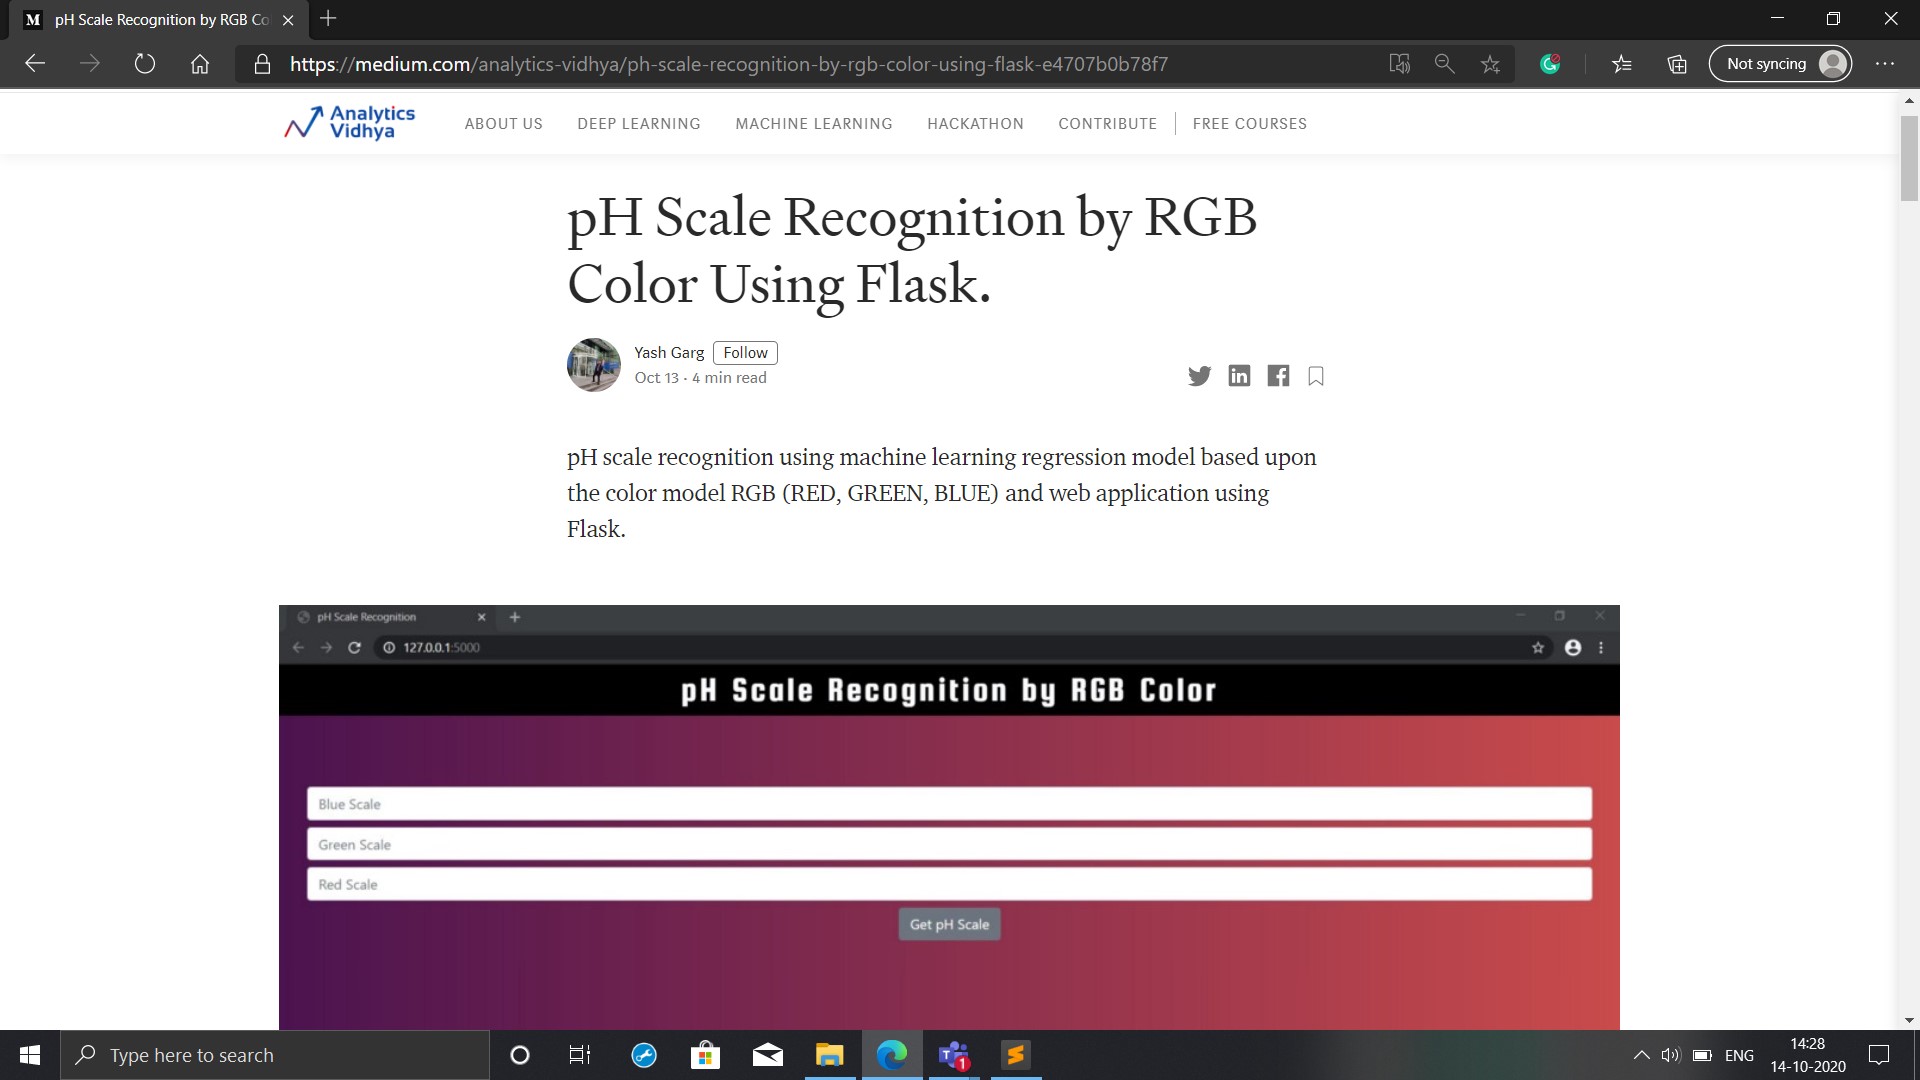 M pH Scale Recognition by RGB Co
https://medium.com/analytics-vidhya/ph-scale-recognition-by-rgb-color-using-flask-e4707b0b78f7
Not syncing
Analytics
Vidhya
ABOUT US
DEEP LEARNING
MACHINE LEARNING
HACKATHON
CONTRIBUTE
FREE COURSES
pH Scale Recognition by RGB
Color Using Flask.
Yash Garg Follow
Oct 13 · 4 min read
pH scale recognition using machine learning regression model based upon
the color model RGB (RED, GREEN, BLUE) and web application using
Flask.
pH Scale Recognition
127.0.0.1:5000
pH Scale Recognition by RGB Color
Blue Scale
Green Scale
Red Scale
Get pH Scale
Type here to search
1
ENG
14:28
14-10-2020